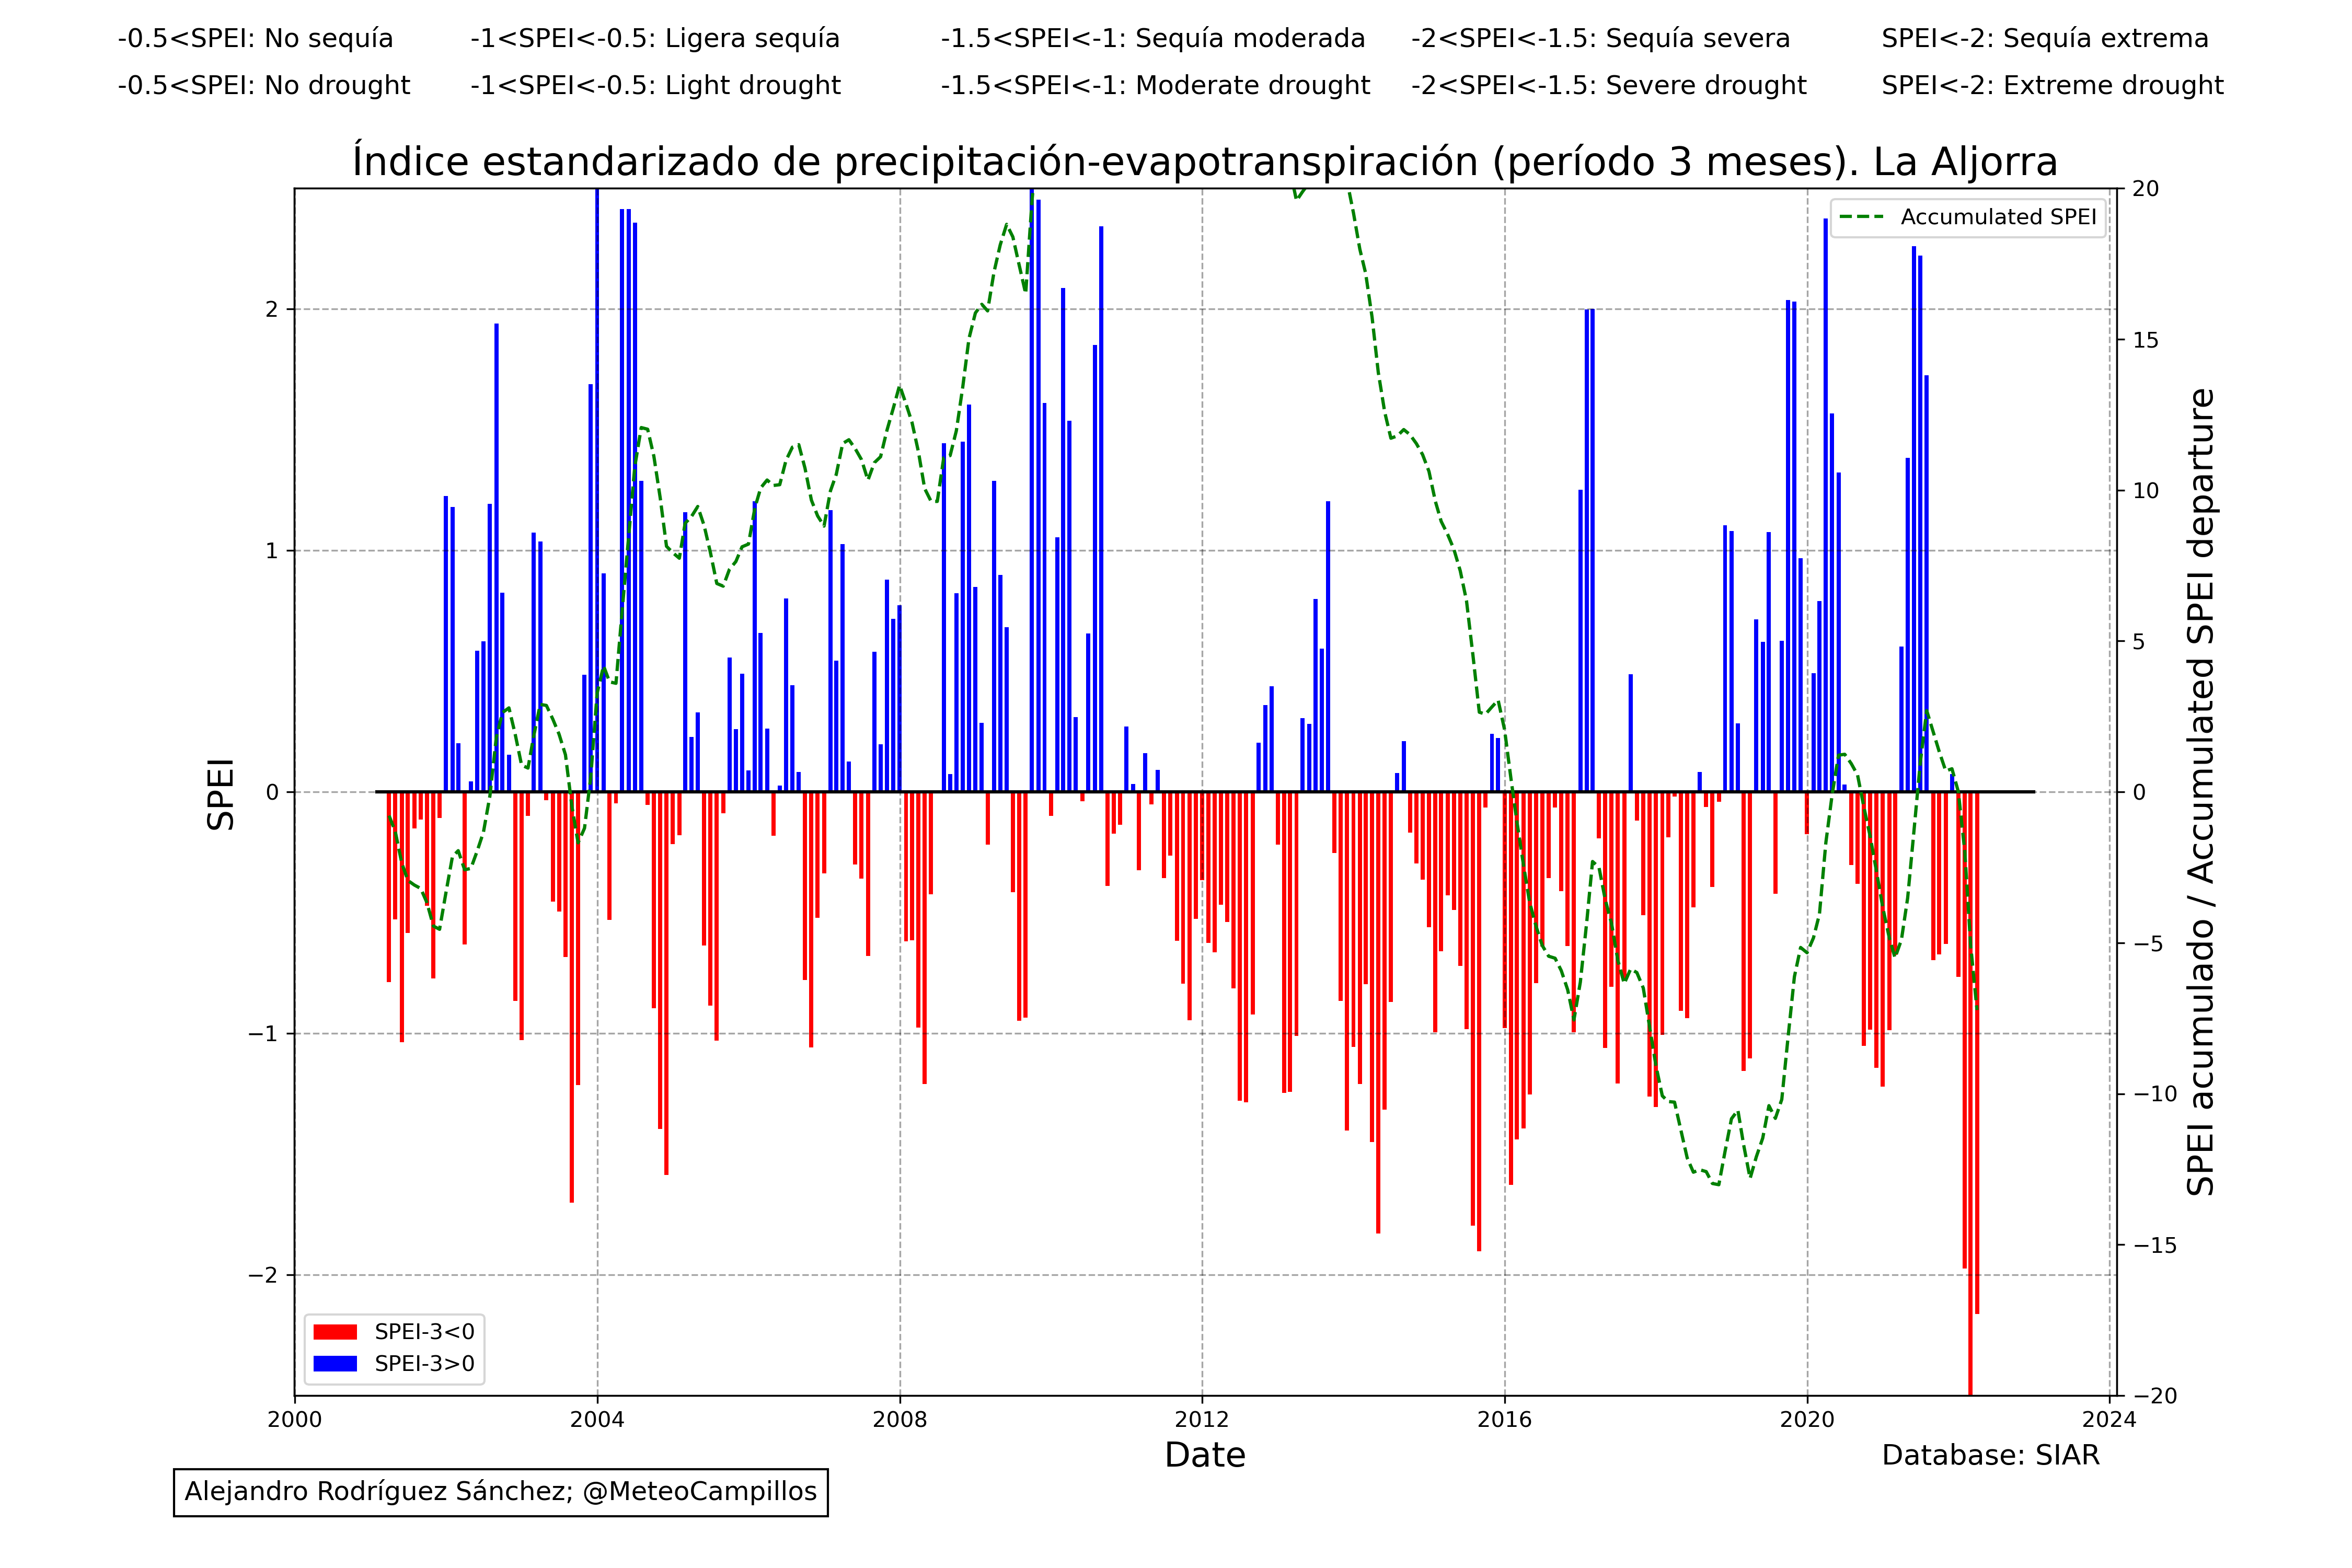 -0.5<SPEI: No sequía -1<SPEI<-0.5: Ligera sequía -1.5<SPEI<-1: Sequía moderada -2<SPEI<-1.5: Sequía severa SPEI<-2: Sequía extrema
-0.5<SPEI: No drought -1<SPEI<-0.5: Light drought -1.5<SPEI<-1: Moderate drought -2<SPEI<-1.5: Severe drought SPEI<-2: Extreme drought
Índice estandarizado de precipitación-evapotranspiración (período 3 meses). La Aljorra
Accumulated SPEI
SPEI
2
1
0
−1
−2
20
15
10
5
0
−5
−10
−15
−20
SPEI acumulado / Accumulated SPEI departure
SPEI-3<0
SPEI-3>0
2000 2004 2008 2012 2016 2020 2024
Date
Database: SIAR
Alejandro Rodríguez Sánchez; @MeteoCampillos